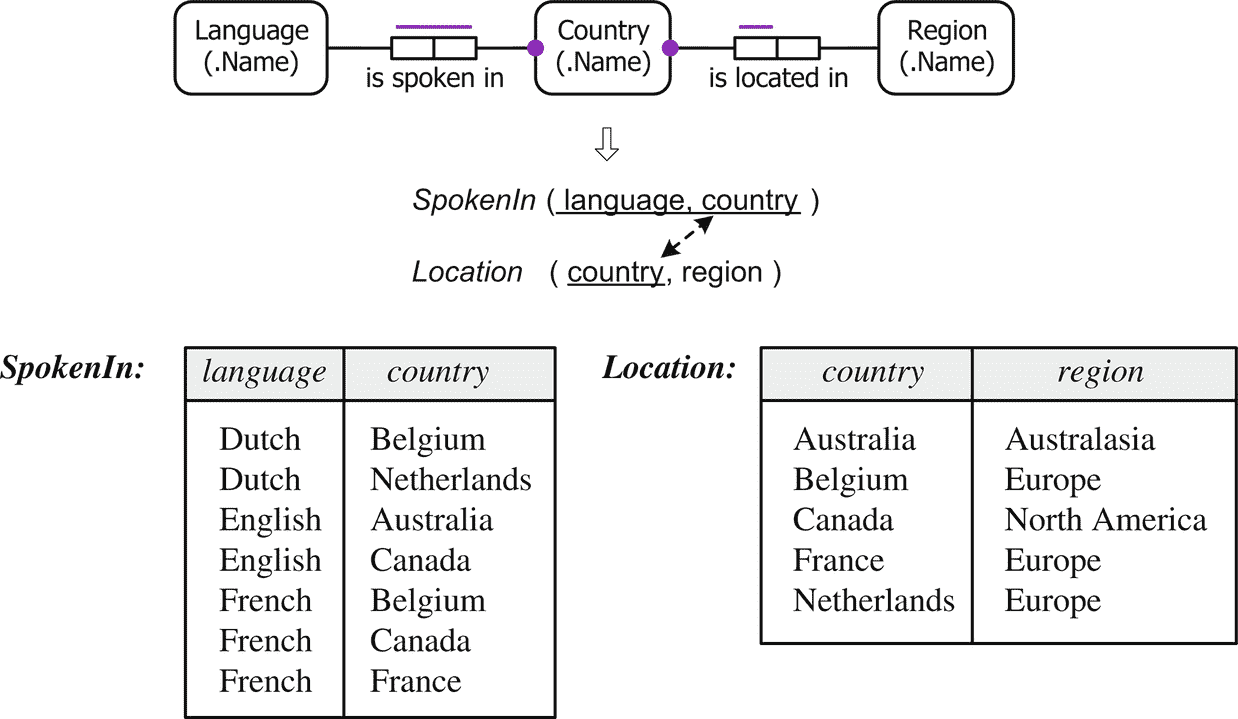 Language (.Name)
is spoken in
Country (.Name)
is located in
Region (.Name)
SpokenIn ( language, country )
Location ( country, region )
SpokenIn:
language country
Dutch Belgium
Dutch Netherlands
English Australia
English Canada
French Belgium
French Canada
French France
Location:
country region
Australia Australasia
Belgium Europe
Canada North America
France Europe
Netherlands Europe